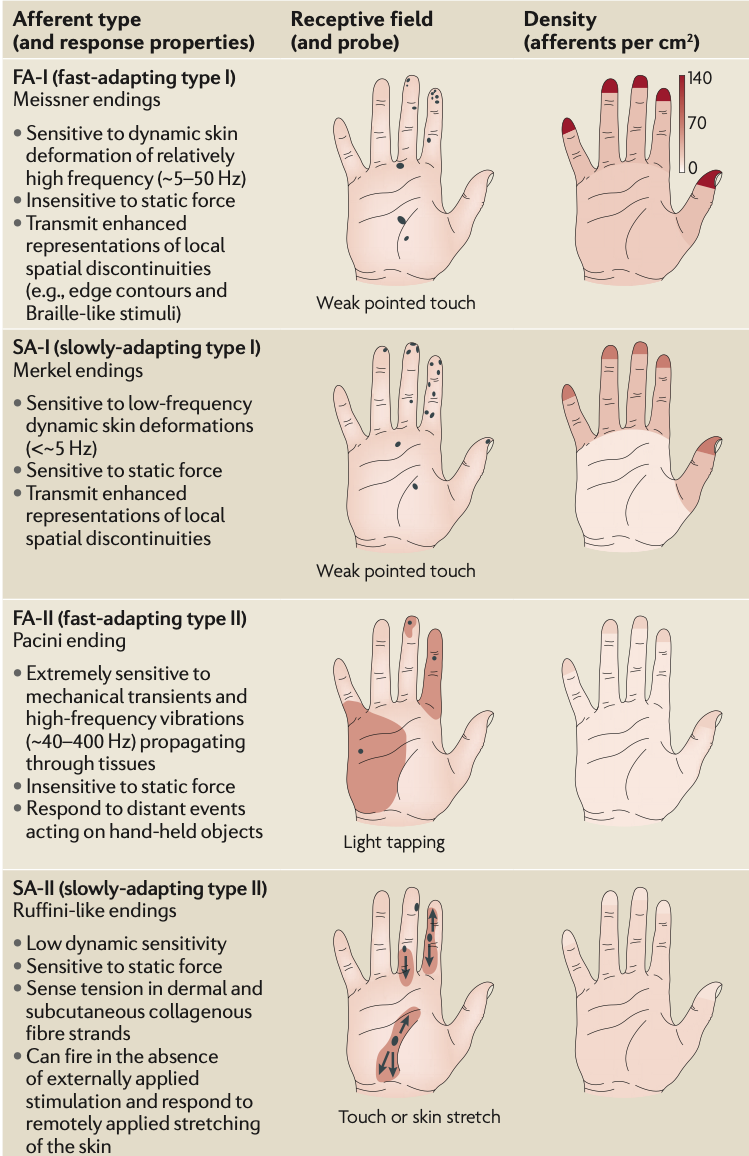 Afferent type
(and response properties)
Receptive field
(and probe)
Density
(afferents per cm²)
FA-I (fast-adapting type I)
Meissner endings
• Sensitive to dynamic skin
deformation of relatively
high frequency (~5–50 Hz)
• Insensitive to static force
• Transmit enhanced
representations of local
spatial discontinuities
(e.g., edge contours and
Braille-like stimuli)
Weak pointed touch
140
70
0
SA-I (slowly-adapting type I)
Merkel endings
• Sensitive to low-frequency
dynamic skin deformations
(<~5 Hz)
• Sensitive to static force
• Transmit enhanced
representations of local
spatial discontinuities
Weak pointed touch
FA-II (fast-adapting type II)
Pacini ending
• Extremely sensitive to
mechanical transients and
high-frequency vibrations
(~40–400 Hz) propagating
through tissues
• Insensitive to static force
• Respond to distant events
acting on hand-held objects
Light tapping
SA-II (slowly-adapting type II)
Ruffini-like endings
• Low dynamic sensitivity
• Sensitive to static force
• Sense tension in dermal and
subcutaneous collagenous
fibre strands
• Can fire in the absence
of externally applied
stimulation and respond to
remotely applied stretching
of the skin
Touch or skin stretch